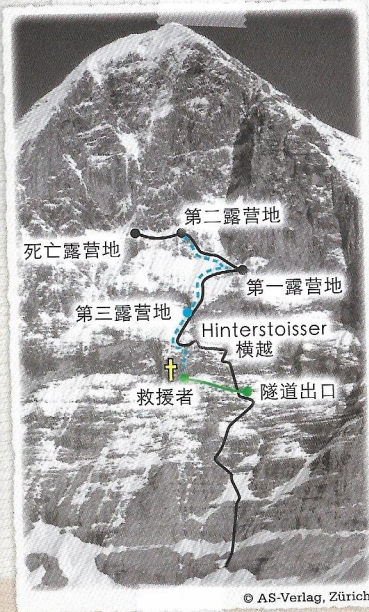 第二露营地
死亡露营地
第一露营地
第三露营地
Hinterstoisser
横越
救援者
隧道出口
© AS-Verlag, Zürich